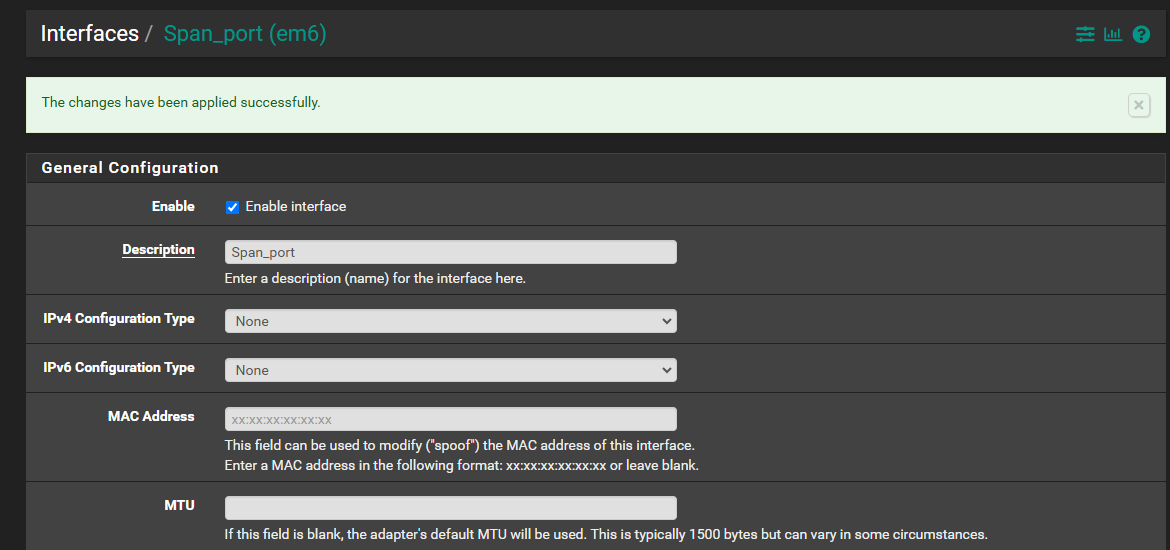 Interfaces / Span_port (em6)
The changes have been applied successfully.
General Configuration
Enable
Enable interface
Description
Span_port
Enter a description (name) for the interface here.
IPv4 Configuration Type
None
IPv6 Configuration Type
None
MAC Address
xx:xx:xx:xx:xx:xx
This field can be used to modify ("spoof") the MAC address of this interface.
Enter a MAC address in the following format: xx:xx:xx:xx:xx:xx or leave blank.
MTU
If this field is blank, the adapter's default MTU will be used. This is typically 1500 bytes but can vary in some circumstances.